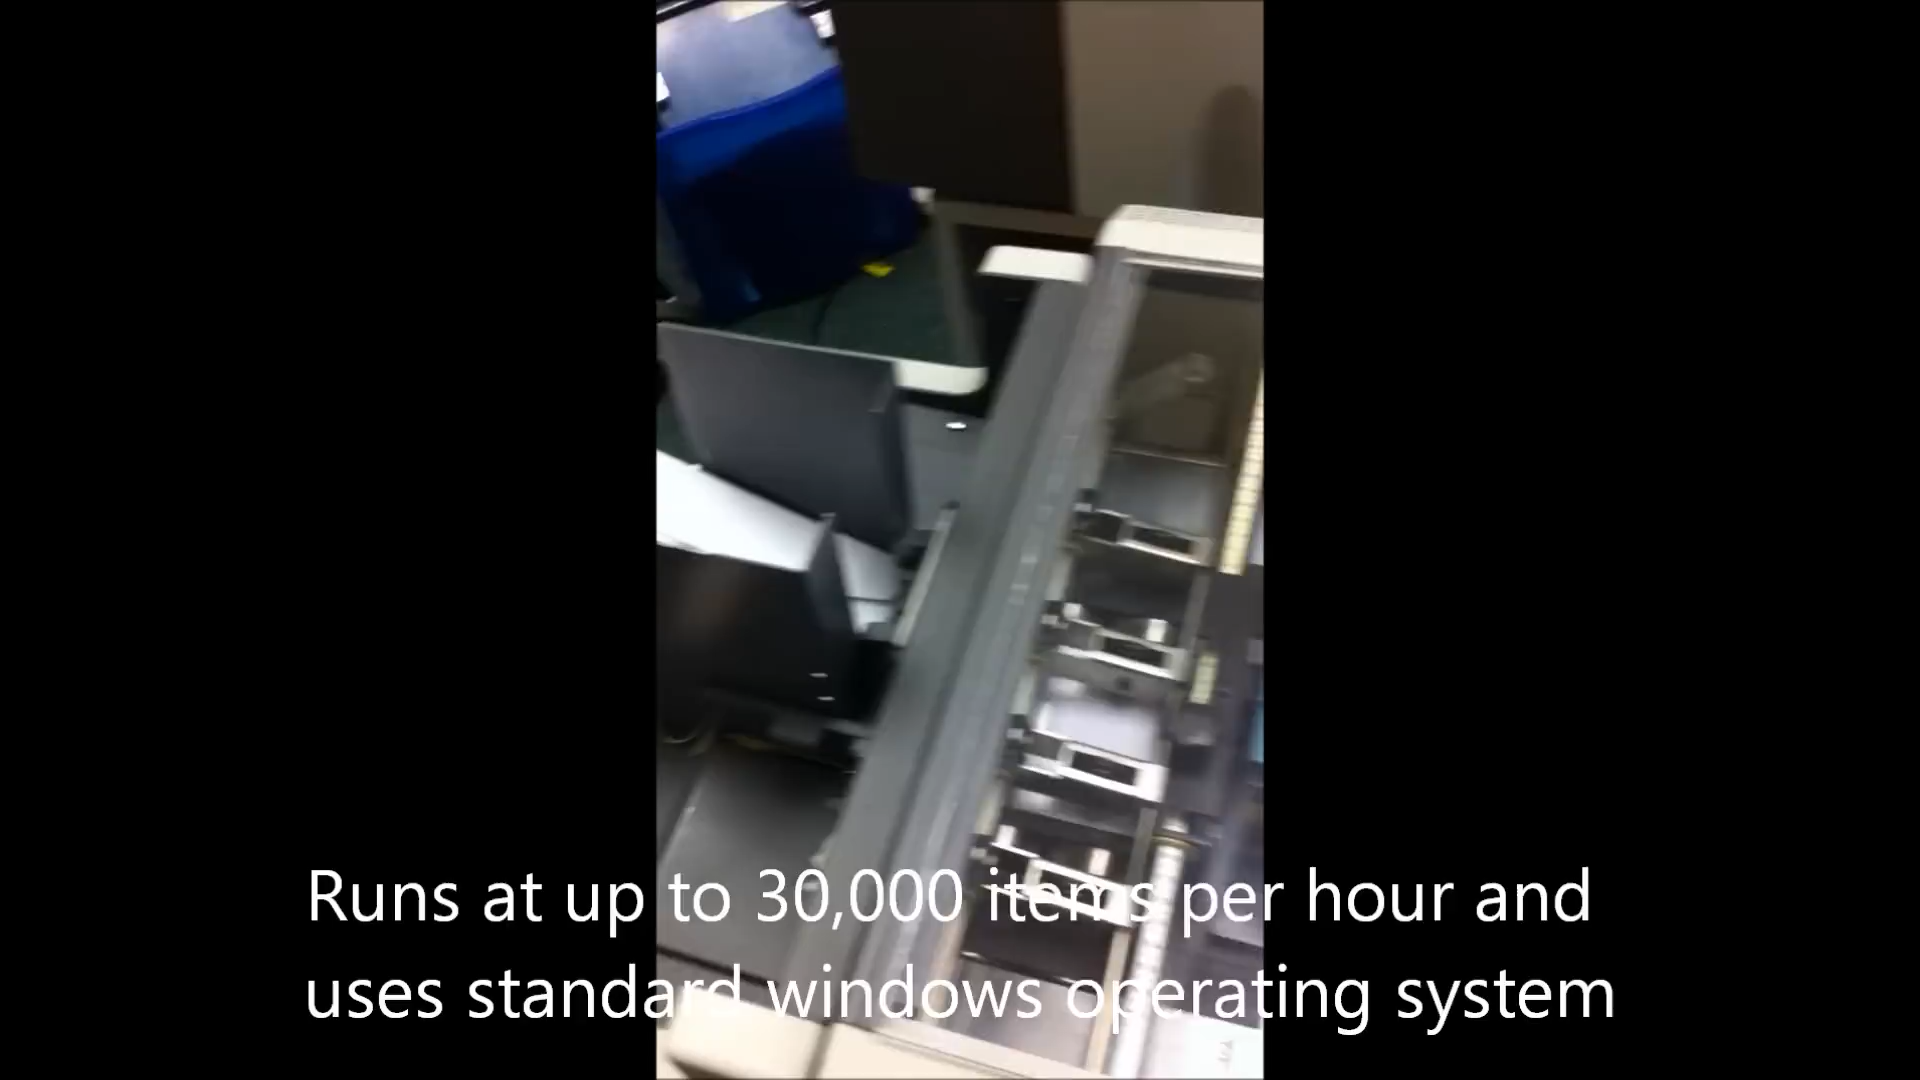 Runs at up to 30,000 items per hour and
uses standard windows operating system